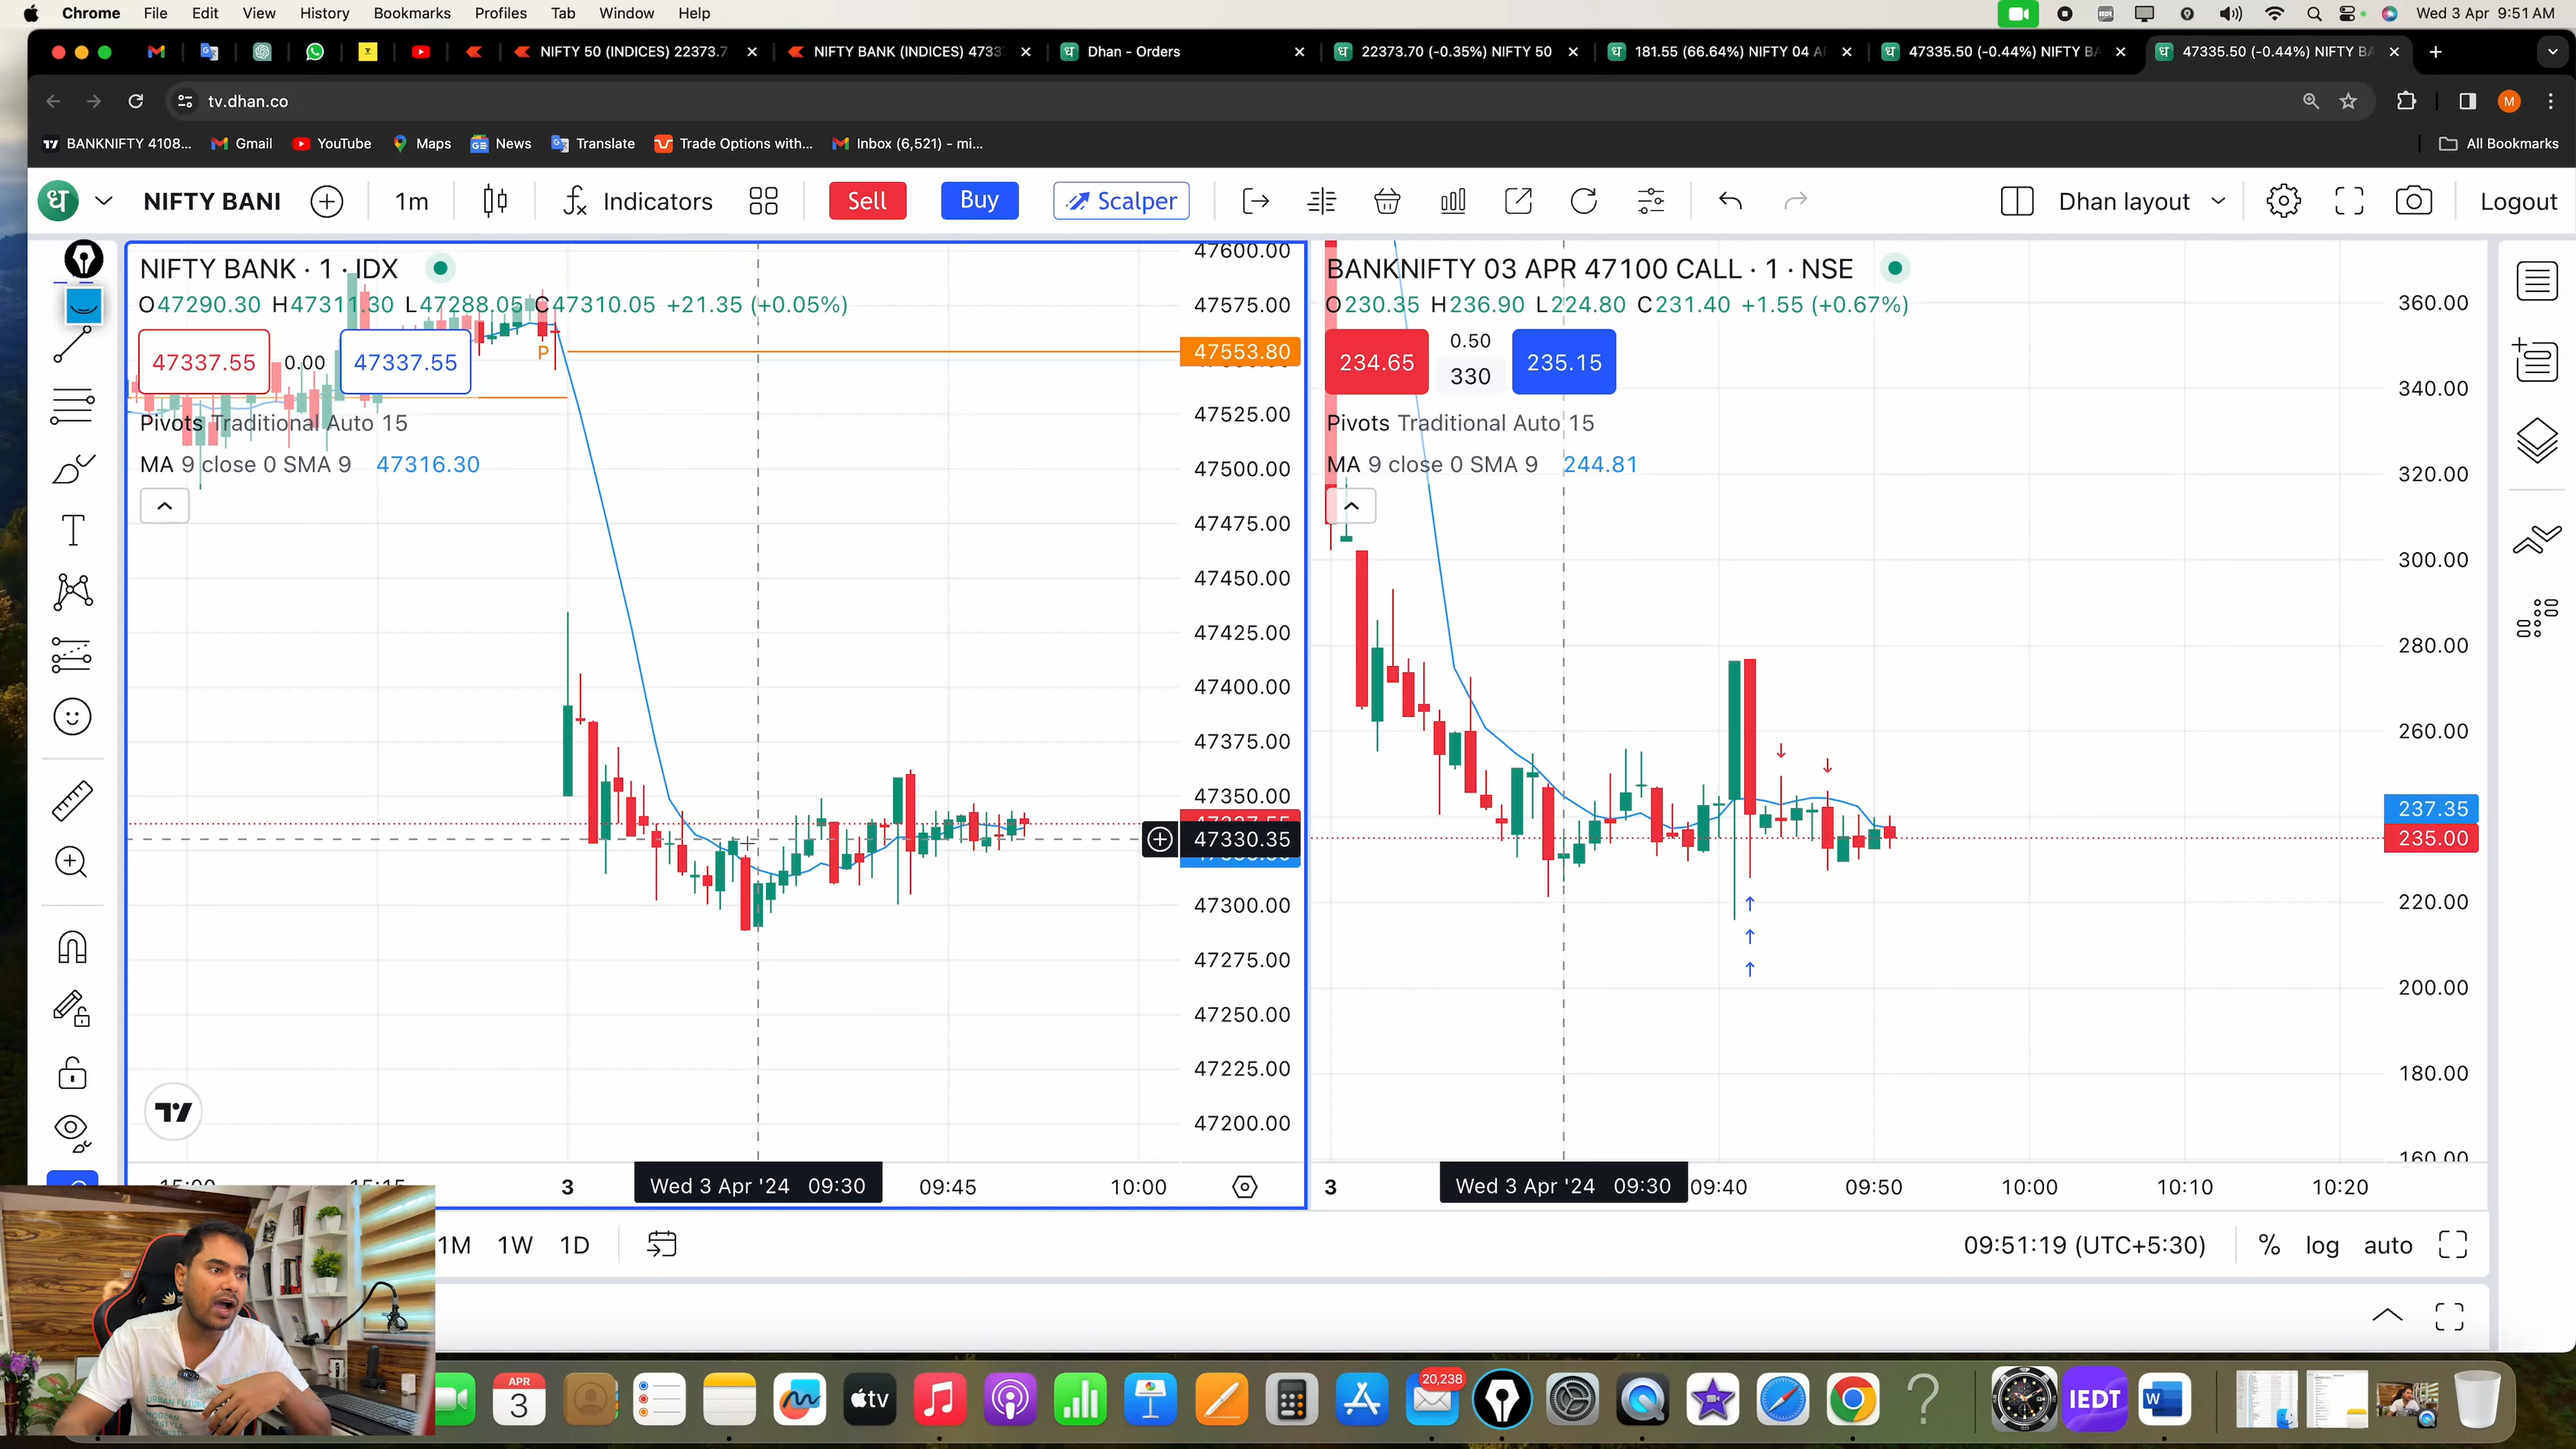 Chrome File Edit View History Bookmarks Profiles Tab Window Help Wed 3 Apr 9:51 AM
NIFTY 50 (INDICES) 22373.7 NIFTY BANK (INDICES) 4733 Dhan - Orders 22373.70 (-0.35%) NIFTY 50 181.55 (66.64%) NIFTY 04 A 47335.50 (-0.44%) NIFTY BA 47335.50 (-0.44%) NIFTY BA
tv.dhan.co M
BANKNIFTY 4108... Gmail YouTube Maps News Translate Trade Options with... Inbox (6,521) - mi... All Bookmarks
ध NIFTY BANI 1m Indicators Sell Buy Scalper Dhan layout Logout
NIFTY BANK · 1 · IDX
O47290.30 H47311.30 L47288.05 C47310.05 +21.35 (+0.05%)
47337.55 0.00 47337.55
Pivots Traditional Auto 15
MA 9 close 0 SMA 9 47316.30
P
47600.00
47575.00
47553.80
47525.00
47500.00
47475.00
47450.00
47425.00
47400.00
47375.00
47350.00
47330.35
47300.00
47275.00
47250.00
47225.00
47200.00
15:00 15:15 3 Wed 3 Apr '24 09:30 09:45 10:00
BANKNIFTY 03 APR 47100 CALL · 1 · NSE
O230.35 H236.90 L224.80 C231.40 +1.55 (+0.67%)
234.65 0.50 330 235.15
Pivots Traditional Auto 15
MA 9 close 0 SMA 9 244.81
360.00
340.00
320.00
300.00
280.00
260.00
237.35
235.00
220.00
200.00
180.00
160.00
3 Wed 3 Apr '24 09:30 09:40 09:50 10:00 10:10 10:20
1M 1W 1D 09:51:19 (UTC+5:30) % log auto
APR
3
tv
20,238
IEDT
W